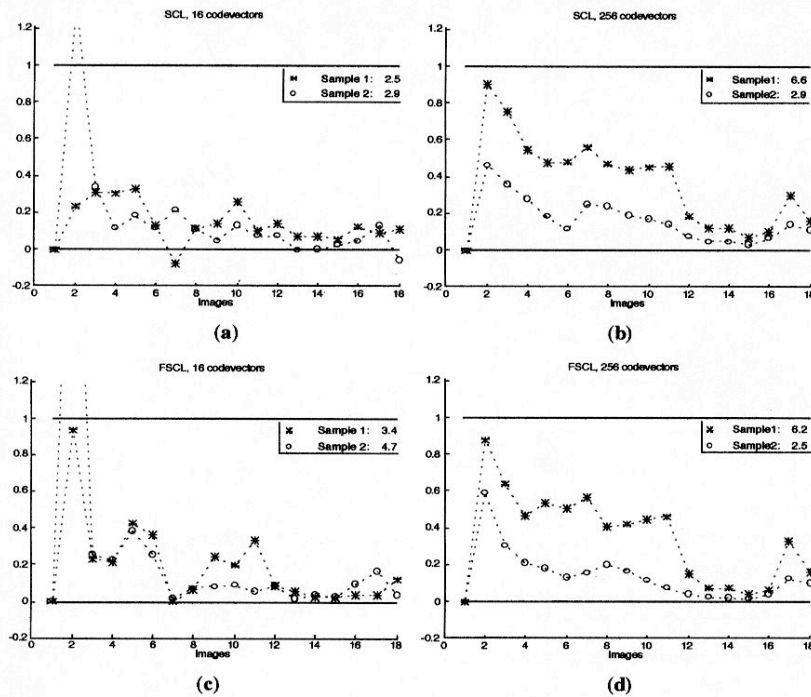 SCL, 16 codevectors
1.2
1
0.8
0.6
0.4
0.2
0
-0.2
0 2 4 6 8 10 12 14 16 18
Images
Sample 1: 2.5
Sample 2: 2.9
(a)
SCL, 256 codevectors
1.2
1
0.8
0.6
0.4
0.2
0
-0.2
0 2 4 6 8 10 12 14 16 18
Images
Sample1: 6.6
Sample2: 2.9
(b)
FSCL, 16 codevectors
1.2
1
0.8
0.6
0.4
0.2
0
-0.2
0 2 4 6 8 10 12 14 16 18
Images
Sample 1: 3.4
Sample 2: 4.7
(c)
FSCL, 256 codevectors
1.2
1
0.8
0.6
0.4
0.2
0
-0.2
0 2 4 6 8 10 12 14 16 18
Images
Sample1: 6.2
Sample2: 2.5
(d)